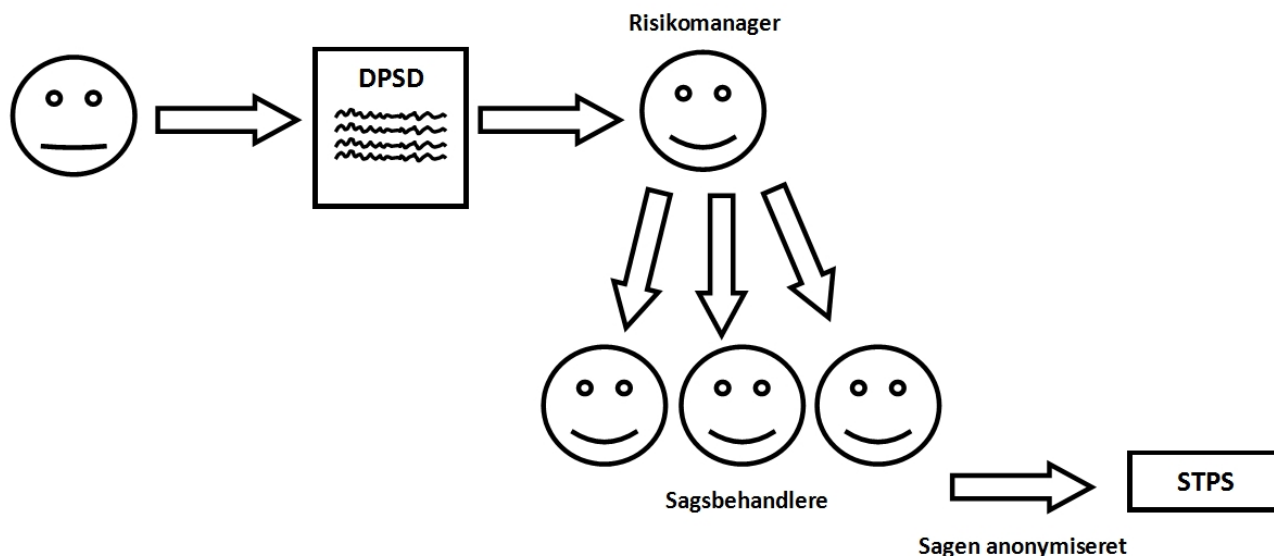 Risikomanager
DPSD
Sagsbehandlere
STPS
Sagen anonymiseret